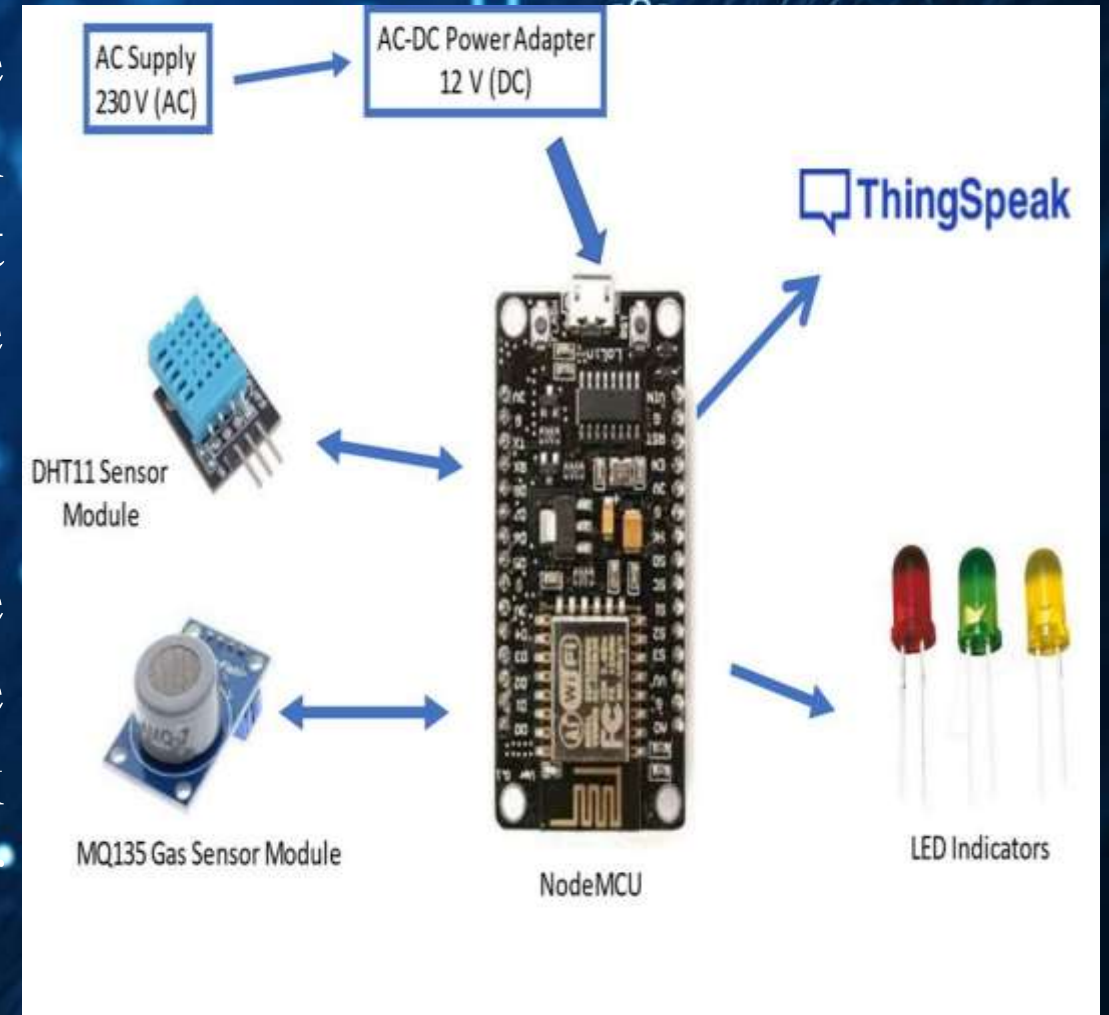 AC Supply
230 V (AC)
AC-DC Power Adapter
12 V (DC)
ThingSpeak
DHT11 Sensor
Module
MQ135 Gas Sensor Module
NodeMCU
LED Indicators